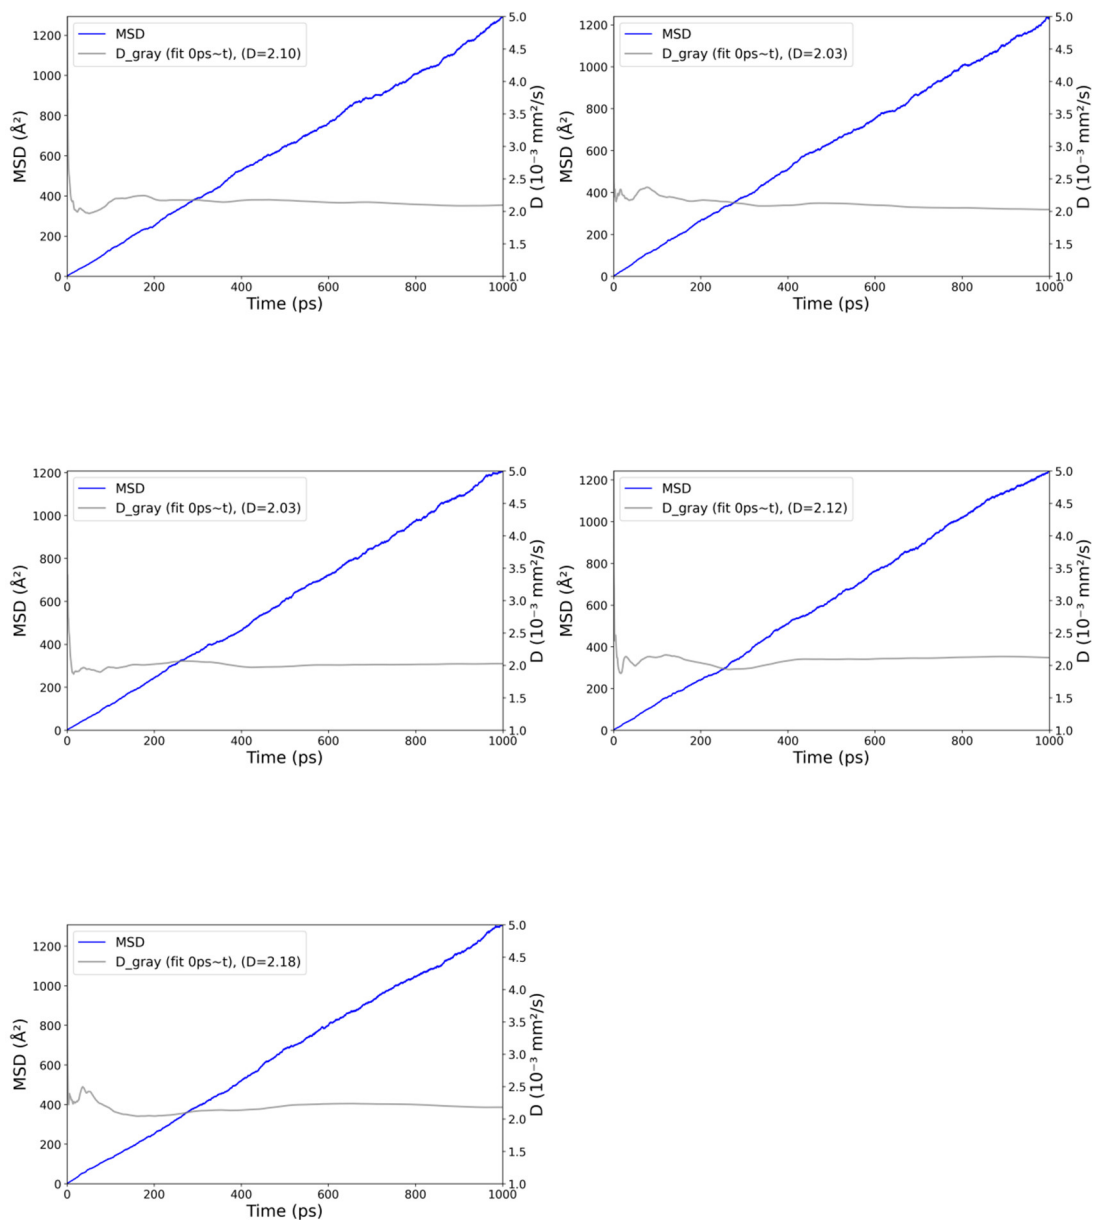 MSD
D_gray (fit 0ps~t), (D=2.10)
1200
1000
800
600
400
200
0
MSD (Å²)
5.0
4.5
4.0
3.5
3.0
2.5
2.0
1.5
1.0
D (10⁻³ mm²/s)
0 200 400 600 800 1000
Time (ps)
MSD
D_gray (fit 0ps~t), (D=2.03)
1200
1000
800
600
400
200
0
MSD (Å²)
5.0
4.5
4.0
3.5
3.0
2.5
2.0
1.5
1.0
D (10⁻³ mm²/s)
0 200 400 600 800 1000
Time (ps)
MSD
D_gray (fit 0ps~t), (D=2.03)
1200
1000
800
600
400
200
0
MSD (Å²)
5.0
4.5
4.0
3.5
3.0
2.5
2.0
1.5
1.0
D (10⁻³ mm²/s)
0 200 400 600 800 1000
Time (ps)
MSD
D_gray (fit 0ps~t), (D=2.12)
1200
1000
800
600
400
200
0
MSD (Å²)
5.0
4.5
4.0
3.5
3.0
2.5
2.0
1.5
1.0
D (10⁻³ mm²/s)
0 200 400 600 800 1000
Time (ps)
MSD
D_gray (fit 0ps~t), (D=2.18)
1200
1000
800
600
400
200
0
MSD (Å²)
5.0
4.5
4.0
3.5
3.0
2.5
2.0
1.5
1.0
D (10⁻³ mm²/s)
0 200 400 600 800 1000
Time (ps)